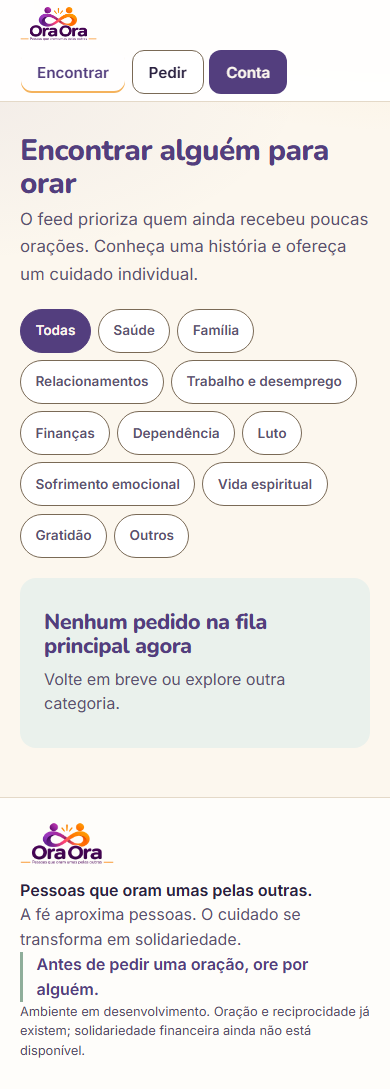 OraOra
Pessoas que oram umas pelas outras
Encontrar
Pedir
Conta
Encontrar alguém para
orar
O feed prioriza quem ainda recebeu poucas
orações. Conheça uma história e ofereça
um cuidado individual.
Todas
Saúde
Família
Relacionamentos
Trabalho e desemprego
Finanças
Dependência
Luto
Sofrimento emocional
Vida espiritual
Gratidão
Outros
Nenhum pedido na fila
principal agora
Volte em breve ou explore outra
categoria.
OraOra
Pessoas que oram umas pelas outras
Pessoas que oram umas pelas outras.
A fé aproxima pessoas. O cuidado se
transforma em solidariedade.
Antes de pedir uma oração, ore por
alguém.
Ambiente em desenvolvimento. Oração e reciprocidade já
existem; solidariedade financeira ainda não está
disponível.